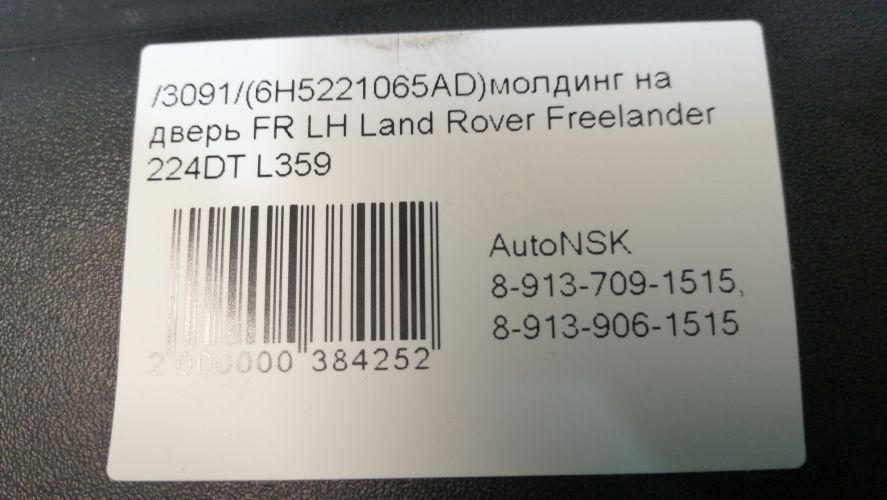 /3091/(6H5221065AD)молдинг на
дверь FR LH Land Rover Freelander
224DT L359
AutoNSK
8-913-709-1515,
8-913-906-1515
2 000000 384252